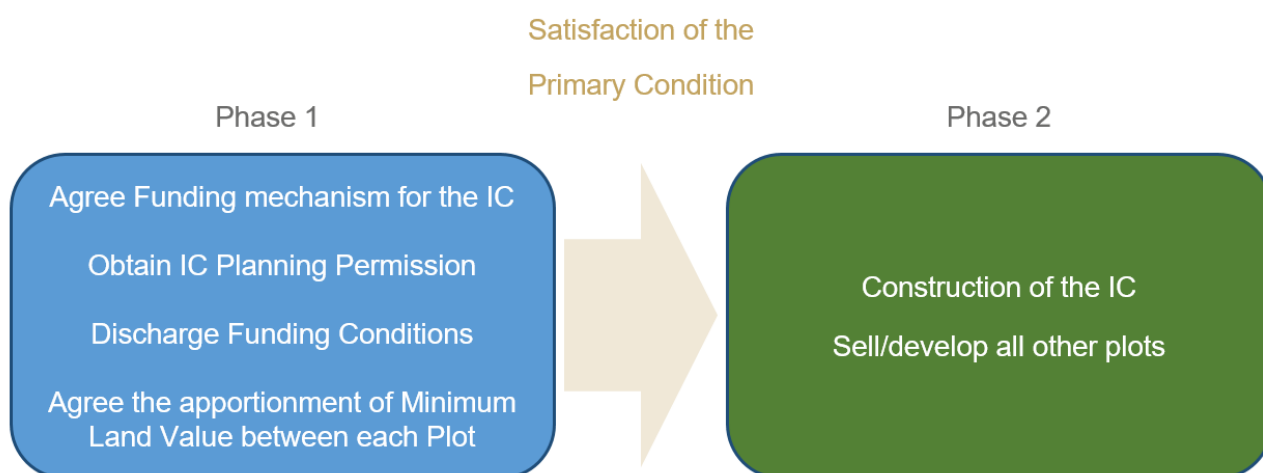 Satisfaction of the
Primary Condition
Phase 1
Phase 2
Agree Funding mechanism for the IC
Obtain IC Planning Permission
Discharge Funding Conditions
Agree the apportionment of Minimum
Land Value between each Plot
Construction of the IC
Sell/develop all other plots